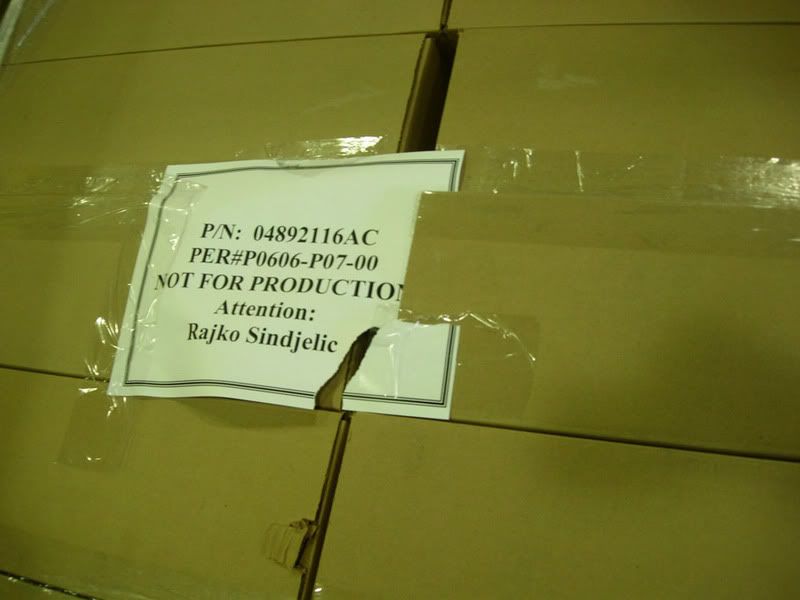 P/N: 04892116AC
PER#P0606-P07-00
NOT FOR PRODUCTION
Attention:
Rajko Sindjelic